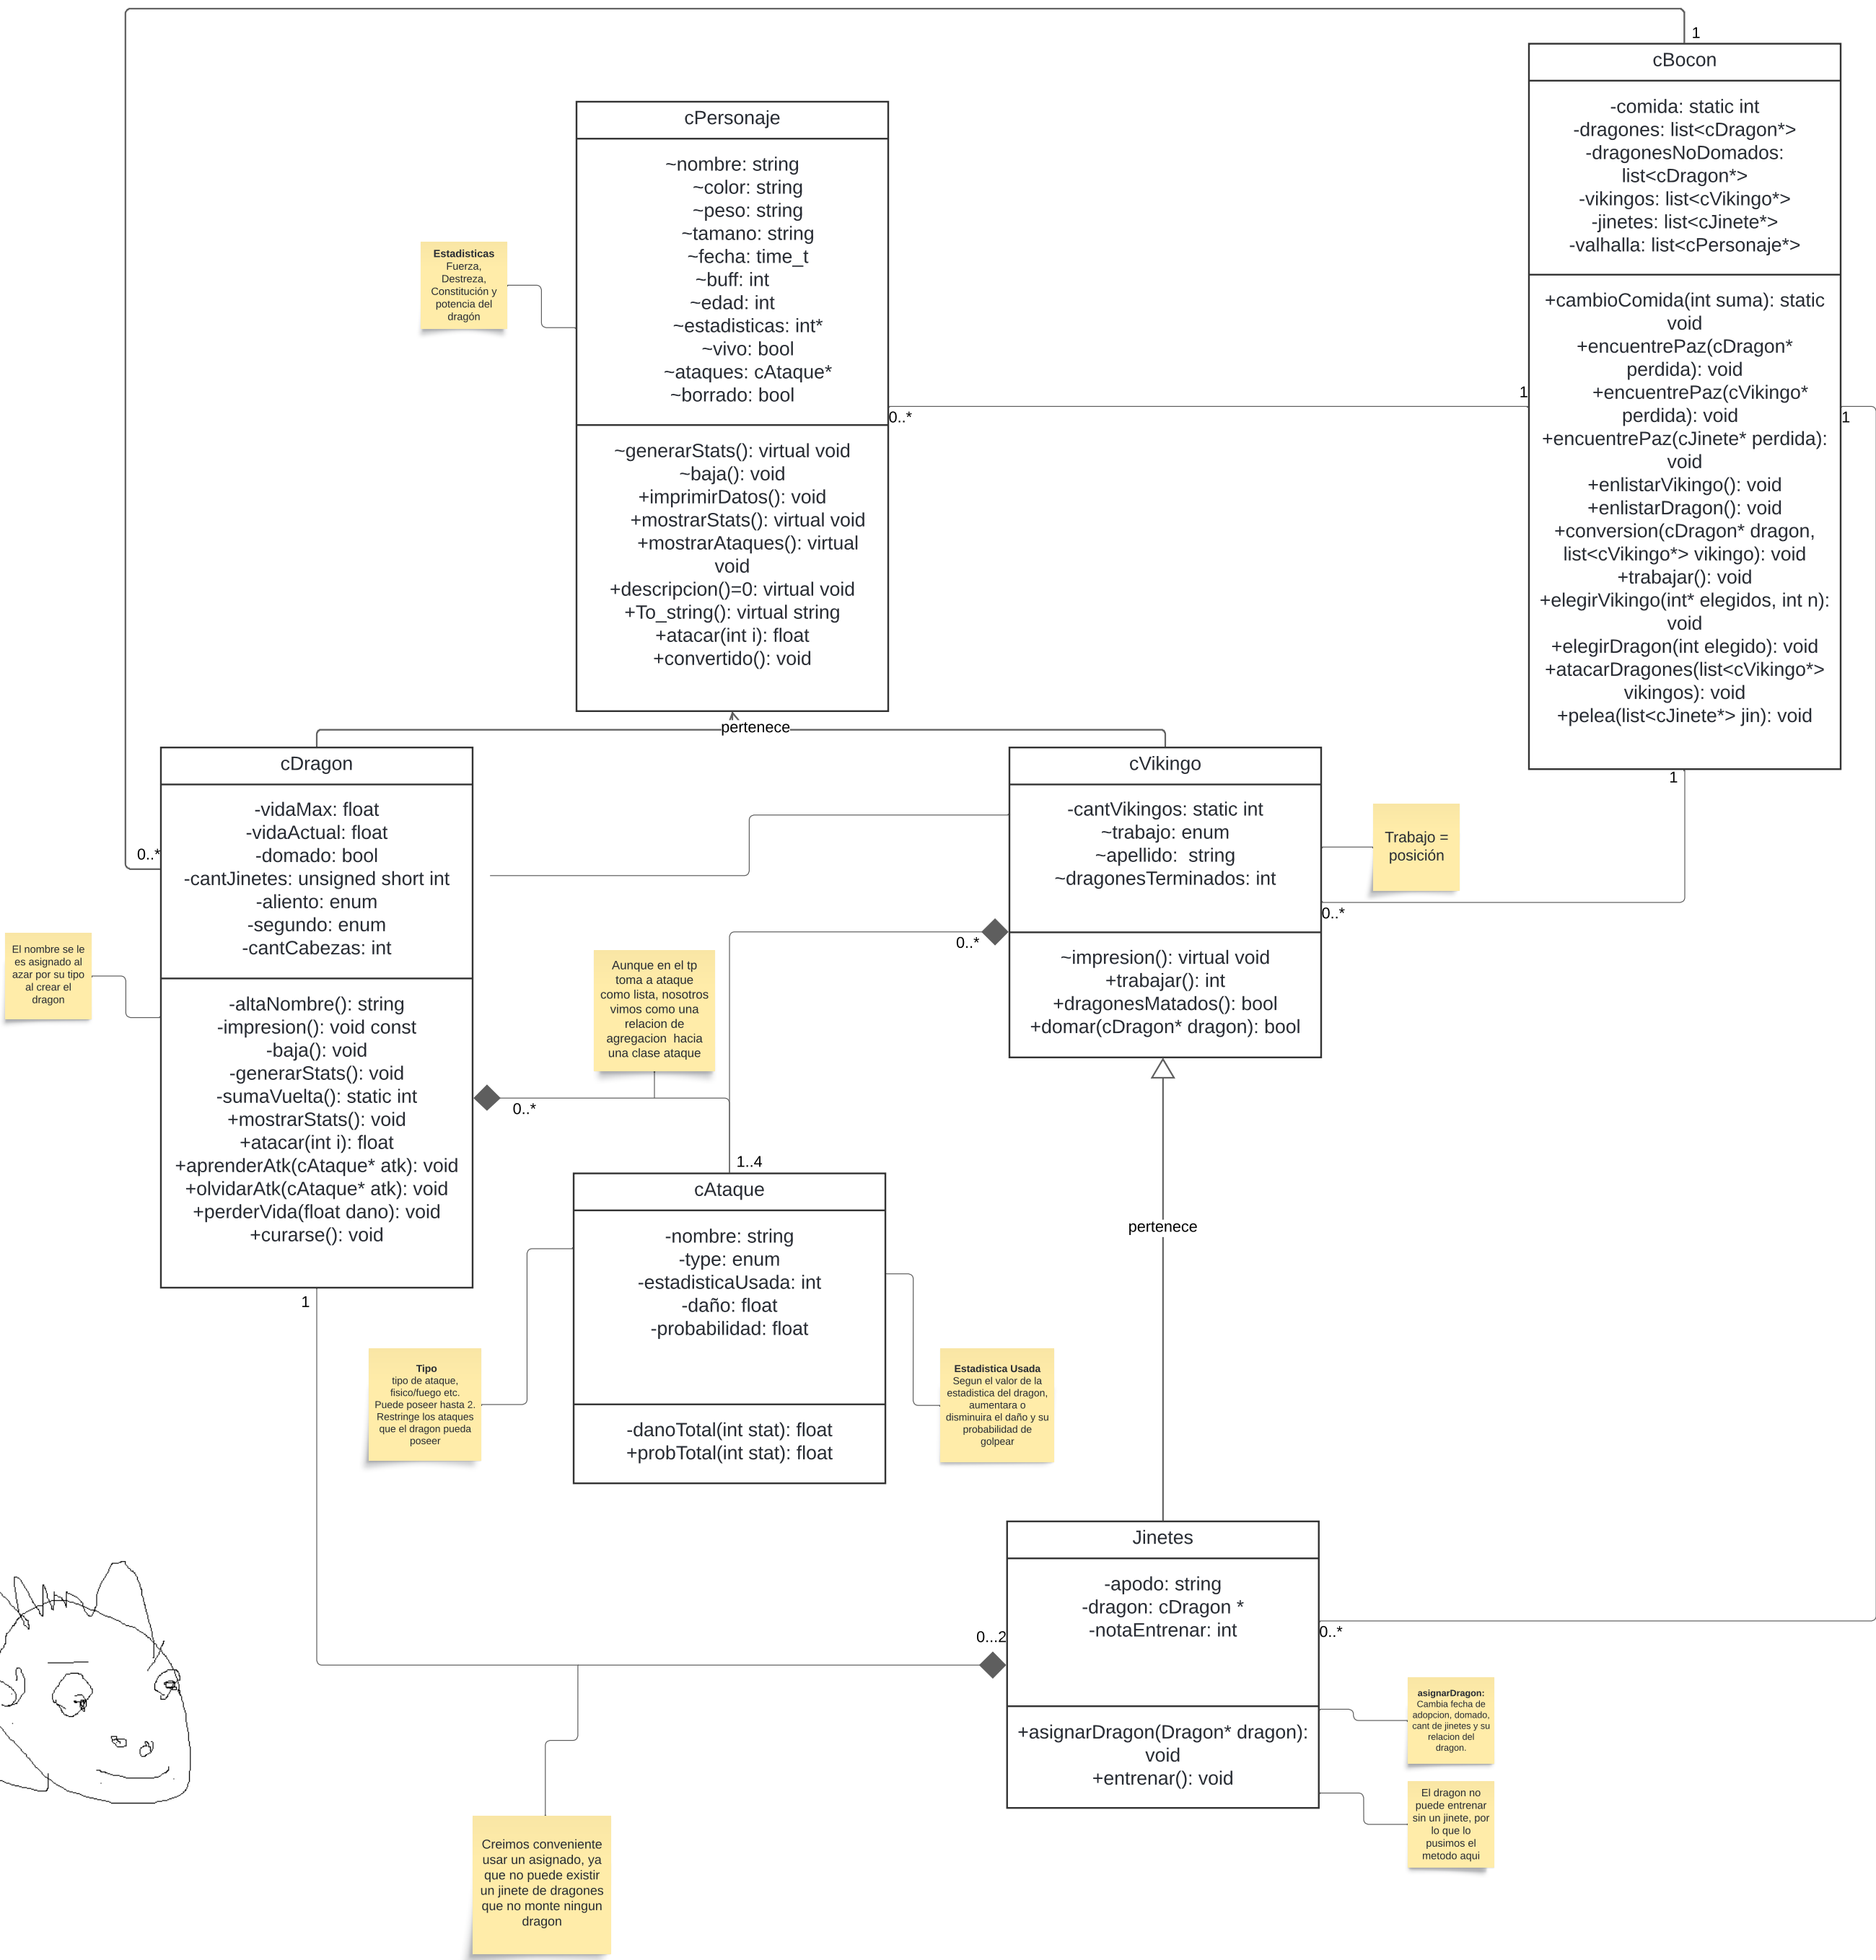 1
cBocon
-comida: static int
-dragones: list<cDragon*>
-dragonesNoDomados:
list<cDragon*>
-vikingos: list<cVikingo*>
-jinetes: list<cJinete*>
-valhalla: list<cPersonaje*>
+cambioComida(int suma): static
void
+encuentrePaz(cDragon*
perdida): void
+encuentrePaz(cVikingo*
perdida): void
+encuentrePaz(cJinete* perdida):
void
+enlistarVikingo(): void
+enlistarDragon(): void
+conversion(cDragon* dragon,
list<cVikingo*> vikingo): void
+trabajar(): void
+elegirVikingo(int* elegidos, int n):
void
+elegirDragon(int elegido): void
+atacarDragones(list<cVikingo*>
vikingos): void
+pelea(list<cJinete*> jin): void
1
1
1
cPersonaje
~nombre: string
~color: string
~peso: string
~tamano: string
~fecha: time_t
~buff: int
~edad: int
~estadisticas: int*
~vivo: bool
~ataques: cAtaque*
~borrado: bool
~generarStats(): virtual void
~baja(): void
+imprimirDatos(): void
+mostrarStats(): virtual void
+mostrarAtaques(): virtual
void
+descripcion()=0: virtual void
+To_string(): virtual string
+atacar(int i): float
+convertido(): void
0..*
Estadisticas
Fuerza,
Destreza,
Constitución y
potencia del
dragón
pertenece
cDragon
-vidaMax: float
-vidaActual: float
-domado: bool
-cantJinetes: unsigned short int
-aliento: enum
-segundo: enum
-cantCabezas: int
-altaNombre(): string
-impresion(): void const
-baja(): void
-generarStats(): void
-sumaVuelta(): static int
+mostrarStats(): void
+atacar(int i): float
+aprenderAtk(cAtaque* atk): void
+olvidarAtk(cAtaque* atk): void
+perderVida(float dano): void
+curarse(): void
0..*
0..*
1
El nombre se le
es asignado al
azar por su tipo
al crear el
dragon
cVikingo
-cantVikingos: static int
~trabajo: enum
~apellido:  string
~dragonesTerminados: int
~impresion(): virtual void
+trabajar(): int
+dragonesMatados(): bool
+domar(cDragon* dragon): bool
0..*
0..*
Trabajo =
posición
Aunque en el tp
toma a ataque
como lista, nosotros
vimos como una
relacion de
agregacion  hacia
una clase ataque
1..4
cAtaque
-nombre: string
-type: enum
-estadisticaUsada: int
-daño: float
-probabilidad: float
-danoTotal(int stat): float
+probTotal(int stat): float
Tipo
tipo de ataque,
fisico/fuego etc.
Puede poseer hasta 2.
Restringe los ataques
que el dragon pueda
poseer
Estadistica Usada
Segun el valor de la
estadistica del dragon,
aumentara o
disminuira el daño y su
probabilidad de
golpear
pertenece
Jinetes
-apodo: string
-dragon: cDragon *
-notaEntrenar: int
+asignarDragon(Dragon* dragon):
void
+entrenar(): void
0...2
0..*
asignarDragon:
Cambia fecha de
adopcion, domado,
cant de jinetes y su
relacion del
dragon.
El dragon no
puede entrenar
sin un jinete, por
lo que lo
pusimos el
metodo aqui
Creimos conveniente
usar un asignado, ya
que no puede existir
un jinete de dragones
que no monte ningun
dragon